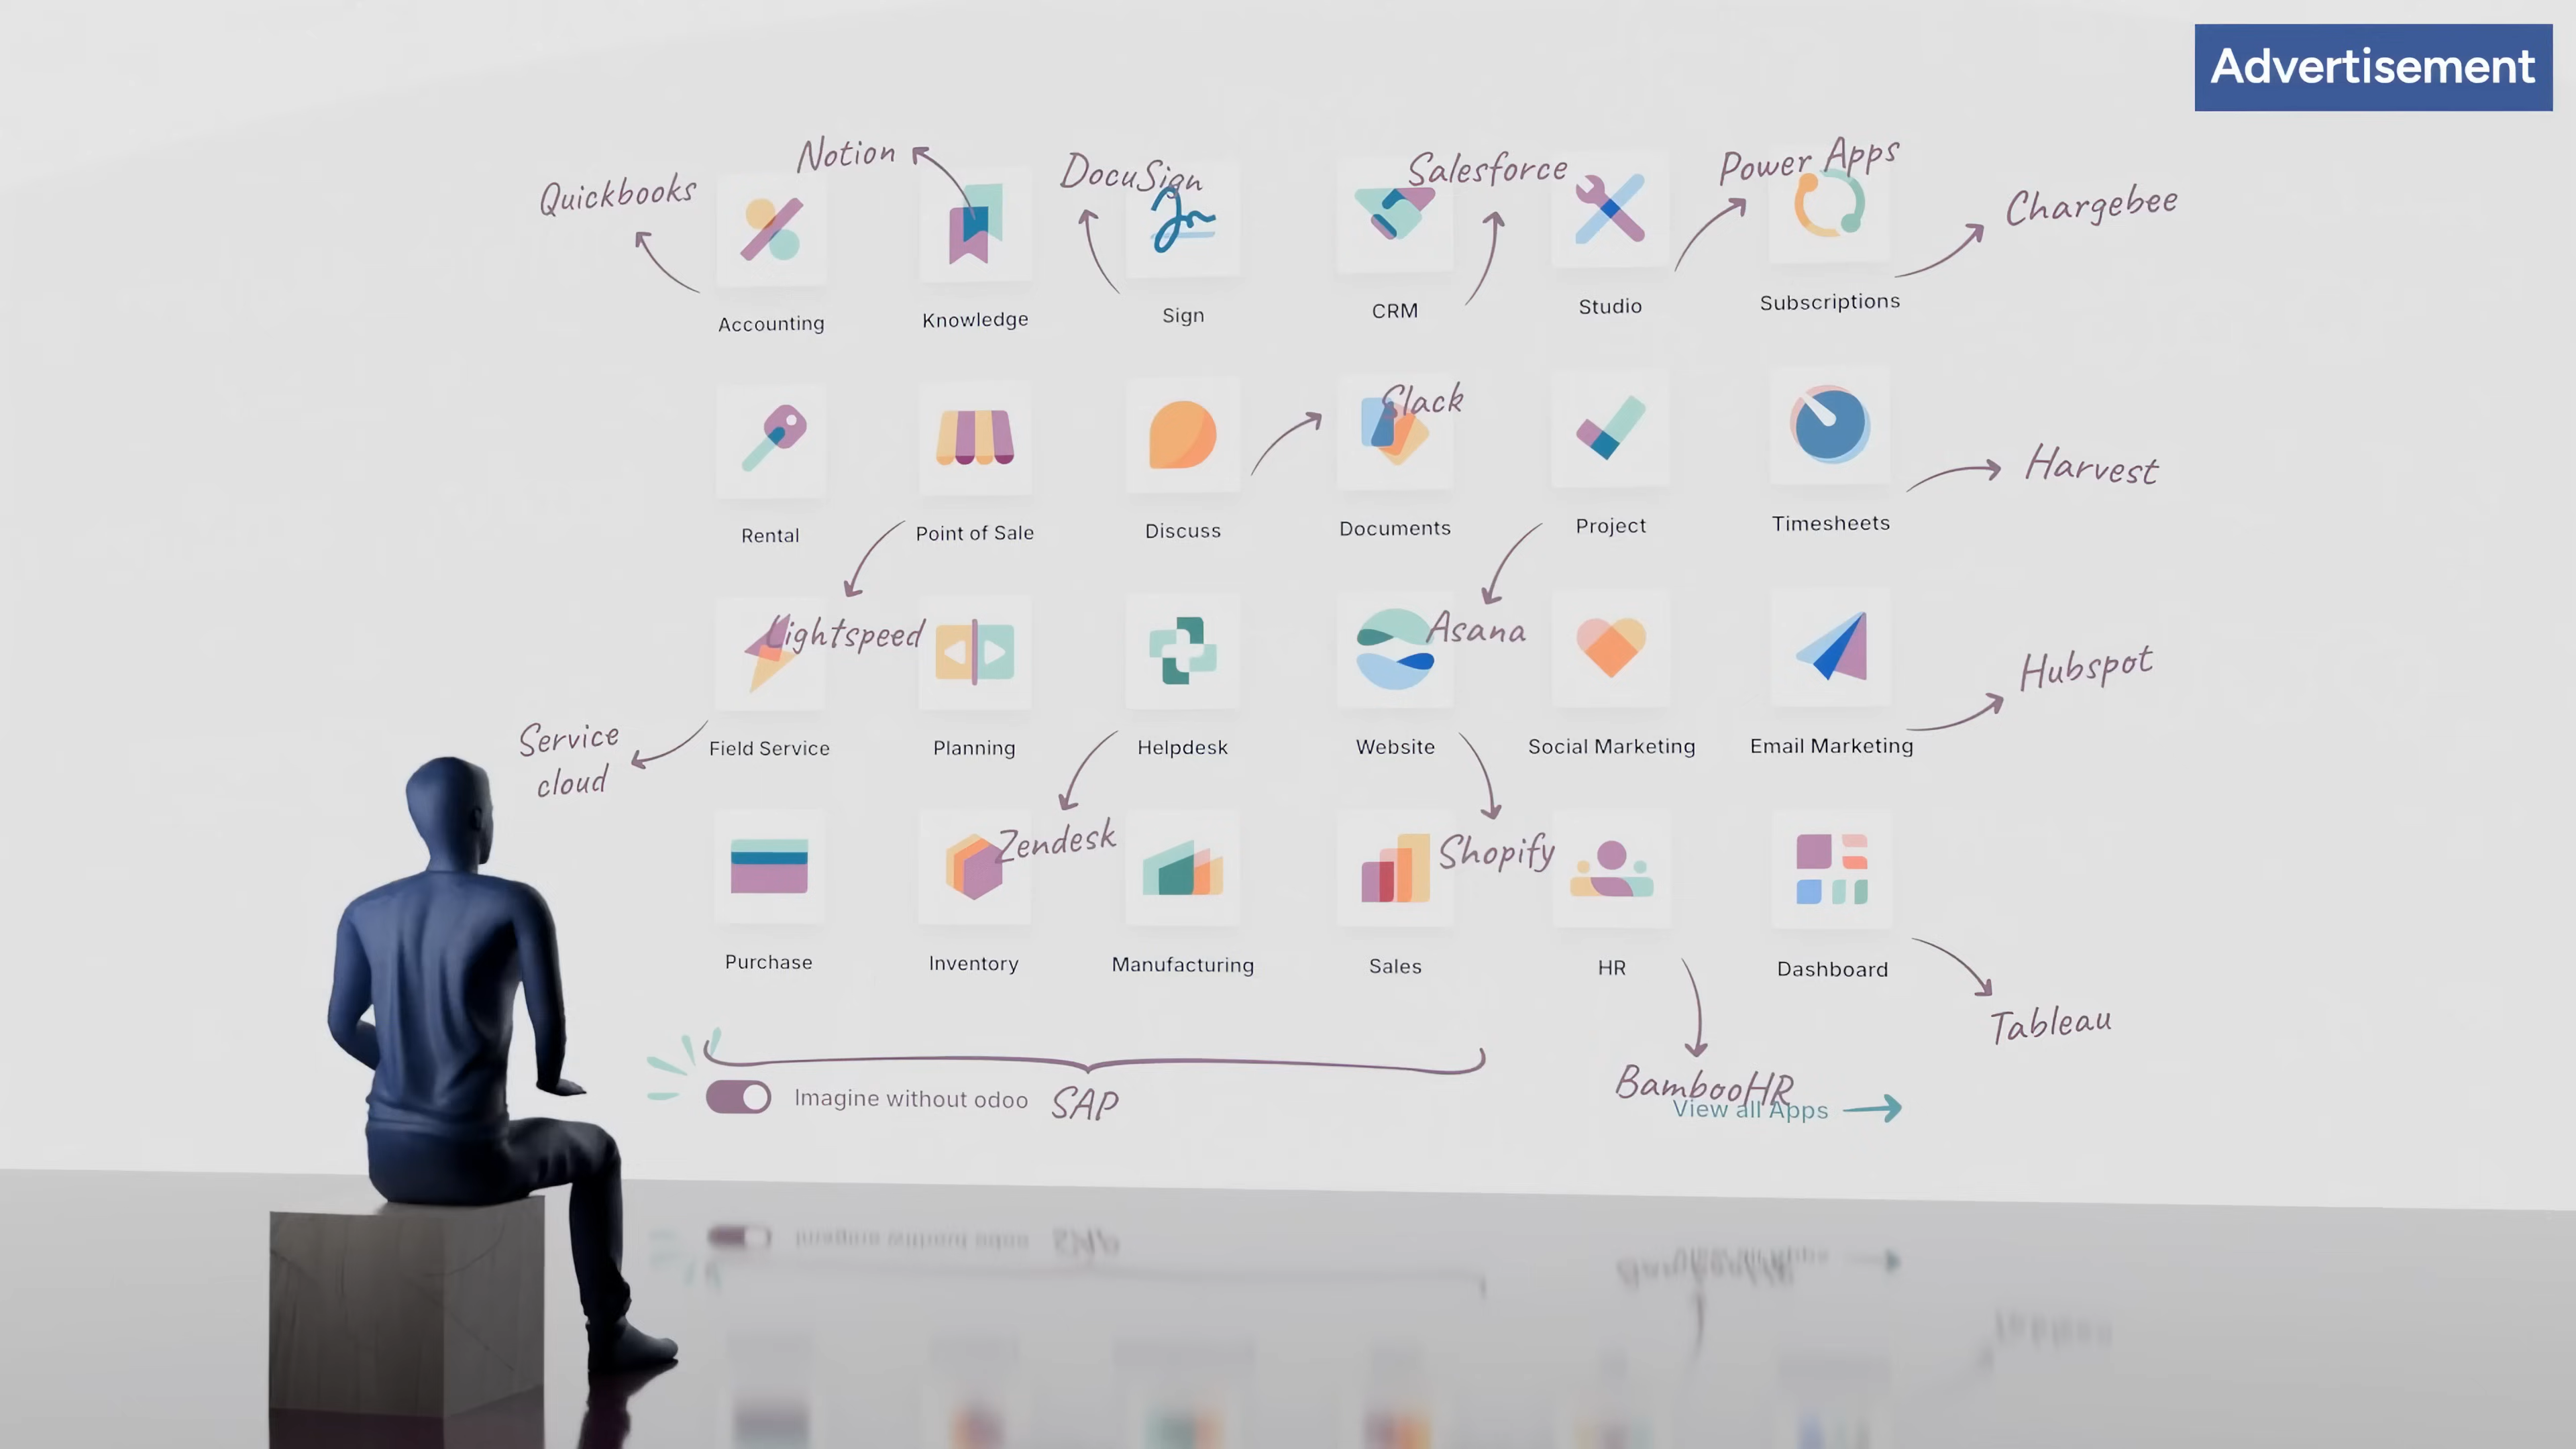 Advertisement
Quickbooks
Notion
DocuSign
Salesforce
Power Apps
Chargebee
Accounting
Knowledge
Sign
CRM
Studio
Subscriptions
Slack
Harvest
Rental
Point of Sale
Discuss
Documents
Project
Timesheets
Lightspeed
Asana
Hubspot
Service
cloud
Field Service
Planning
Helpdesk
Website
Social Marketing
Email Marketing
Zendesk
Shopify
Purchase
Inventory
Manufacturing
Sales
HR
Dashboard
Tableau
Imagine without odoo
SAP
BambooHR
View all Apps